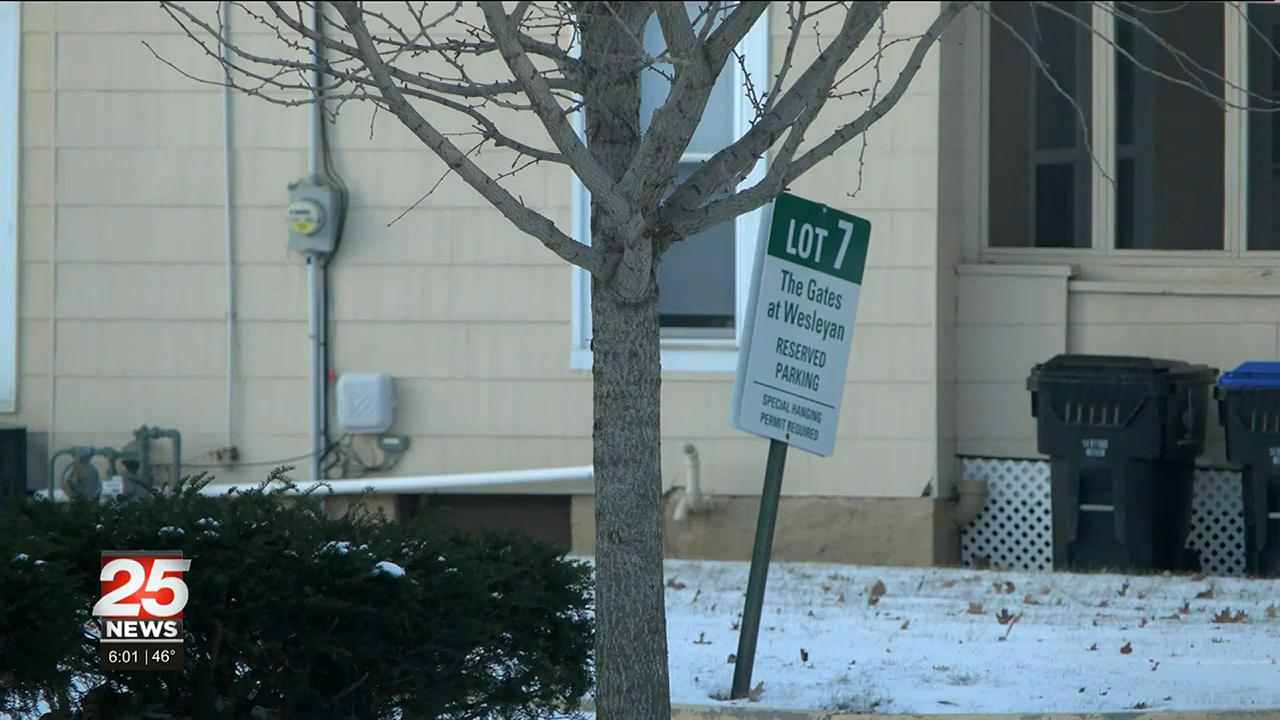 LOT 7
The Gates
at Wesleyan
RESERVED
PARKING
SPECIAL HANGING
PERMIT REQUIRED
25
NEWS
6:01 | 46°